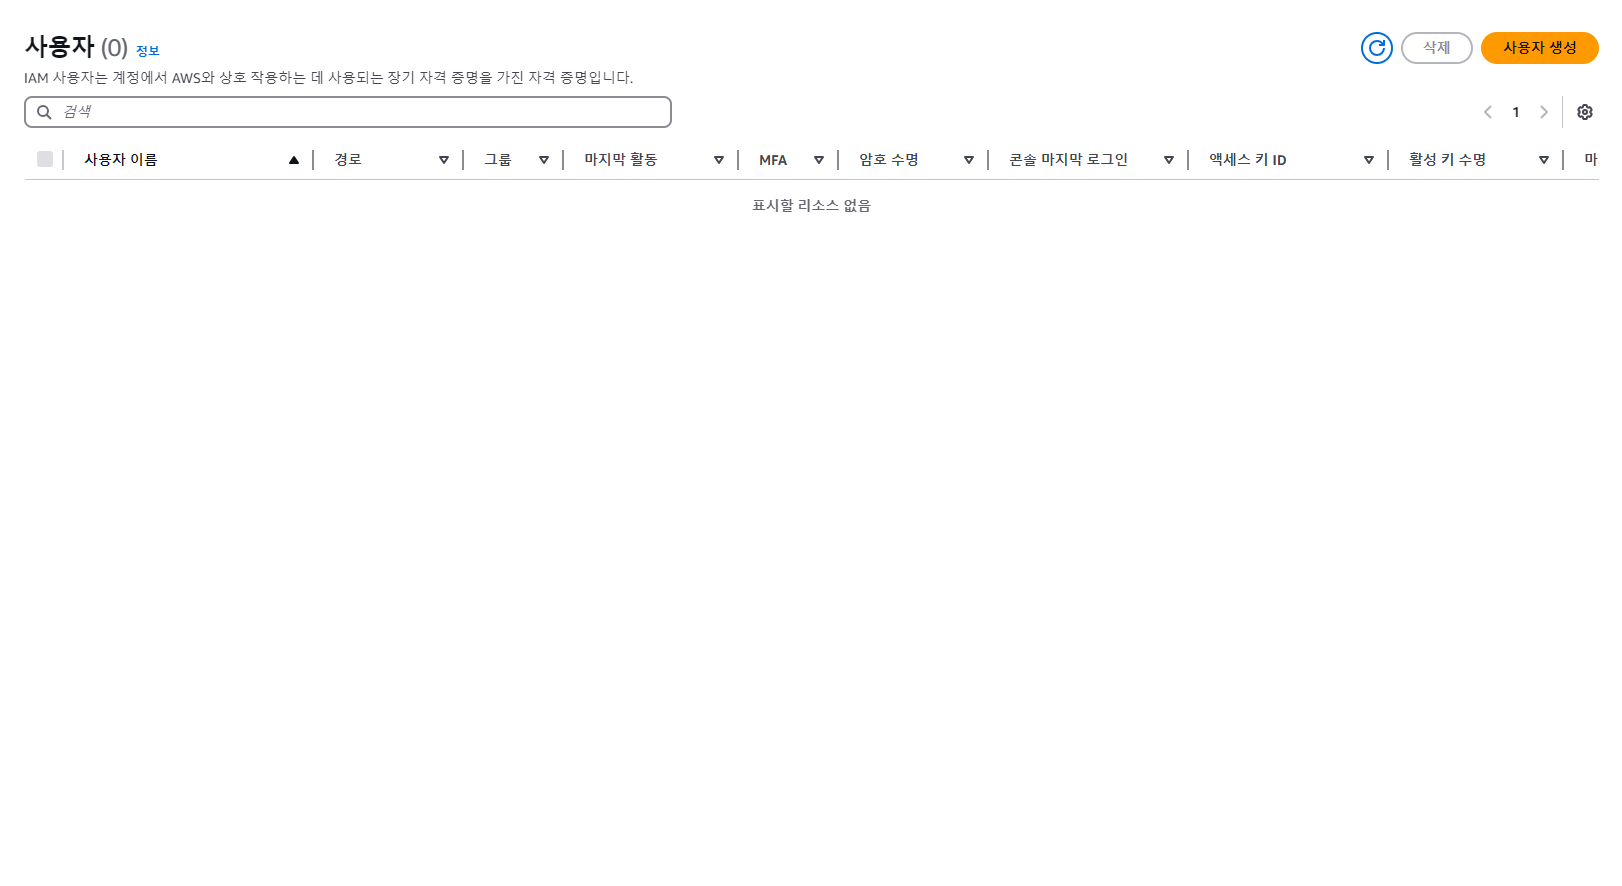 사용자 (0) 정보
삭제
사용자 생성
IAM 사용자는 계정에서 AWS와 상호 작용하는 데 사용되는 장기 자격 증명을 가진 자격 증명입니다.
검색
1
사용자 이름 경로 그룹 마지막 활동 MFA 암호 수명 콘솔 마지막 로그인 액세스 키 ID 활성 키 수명 마
표시할 리소스 없음